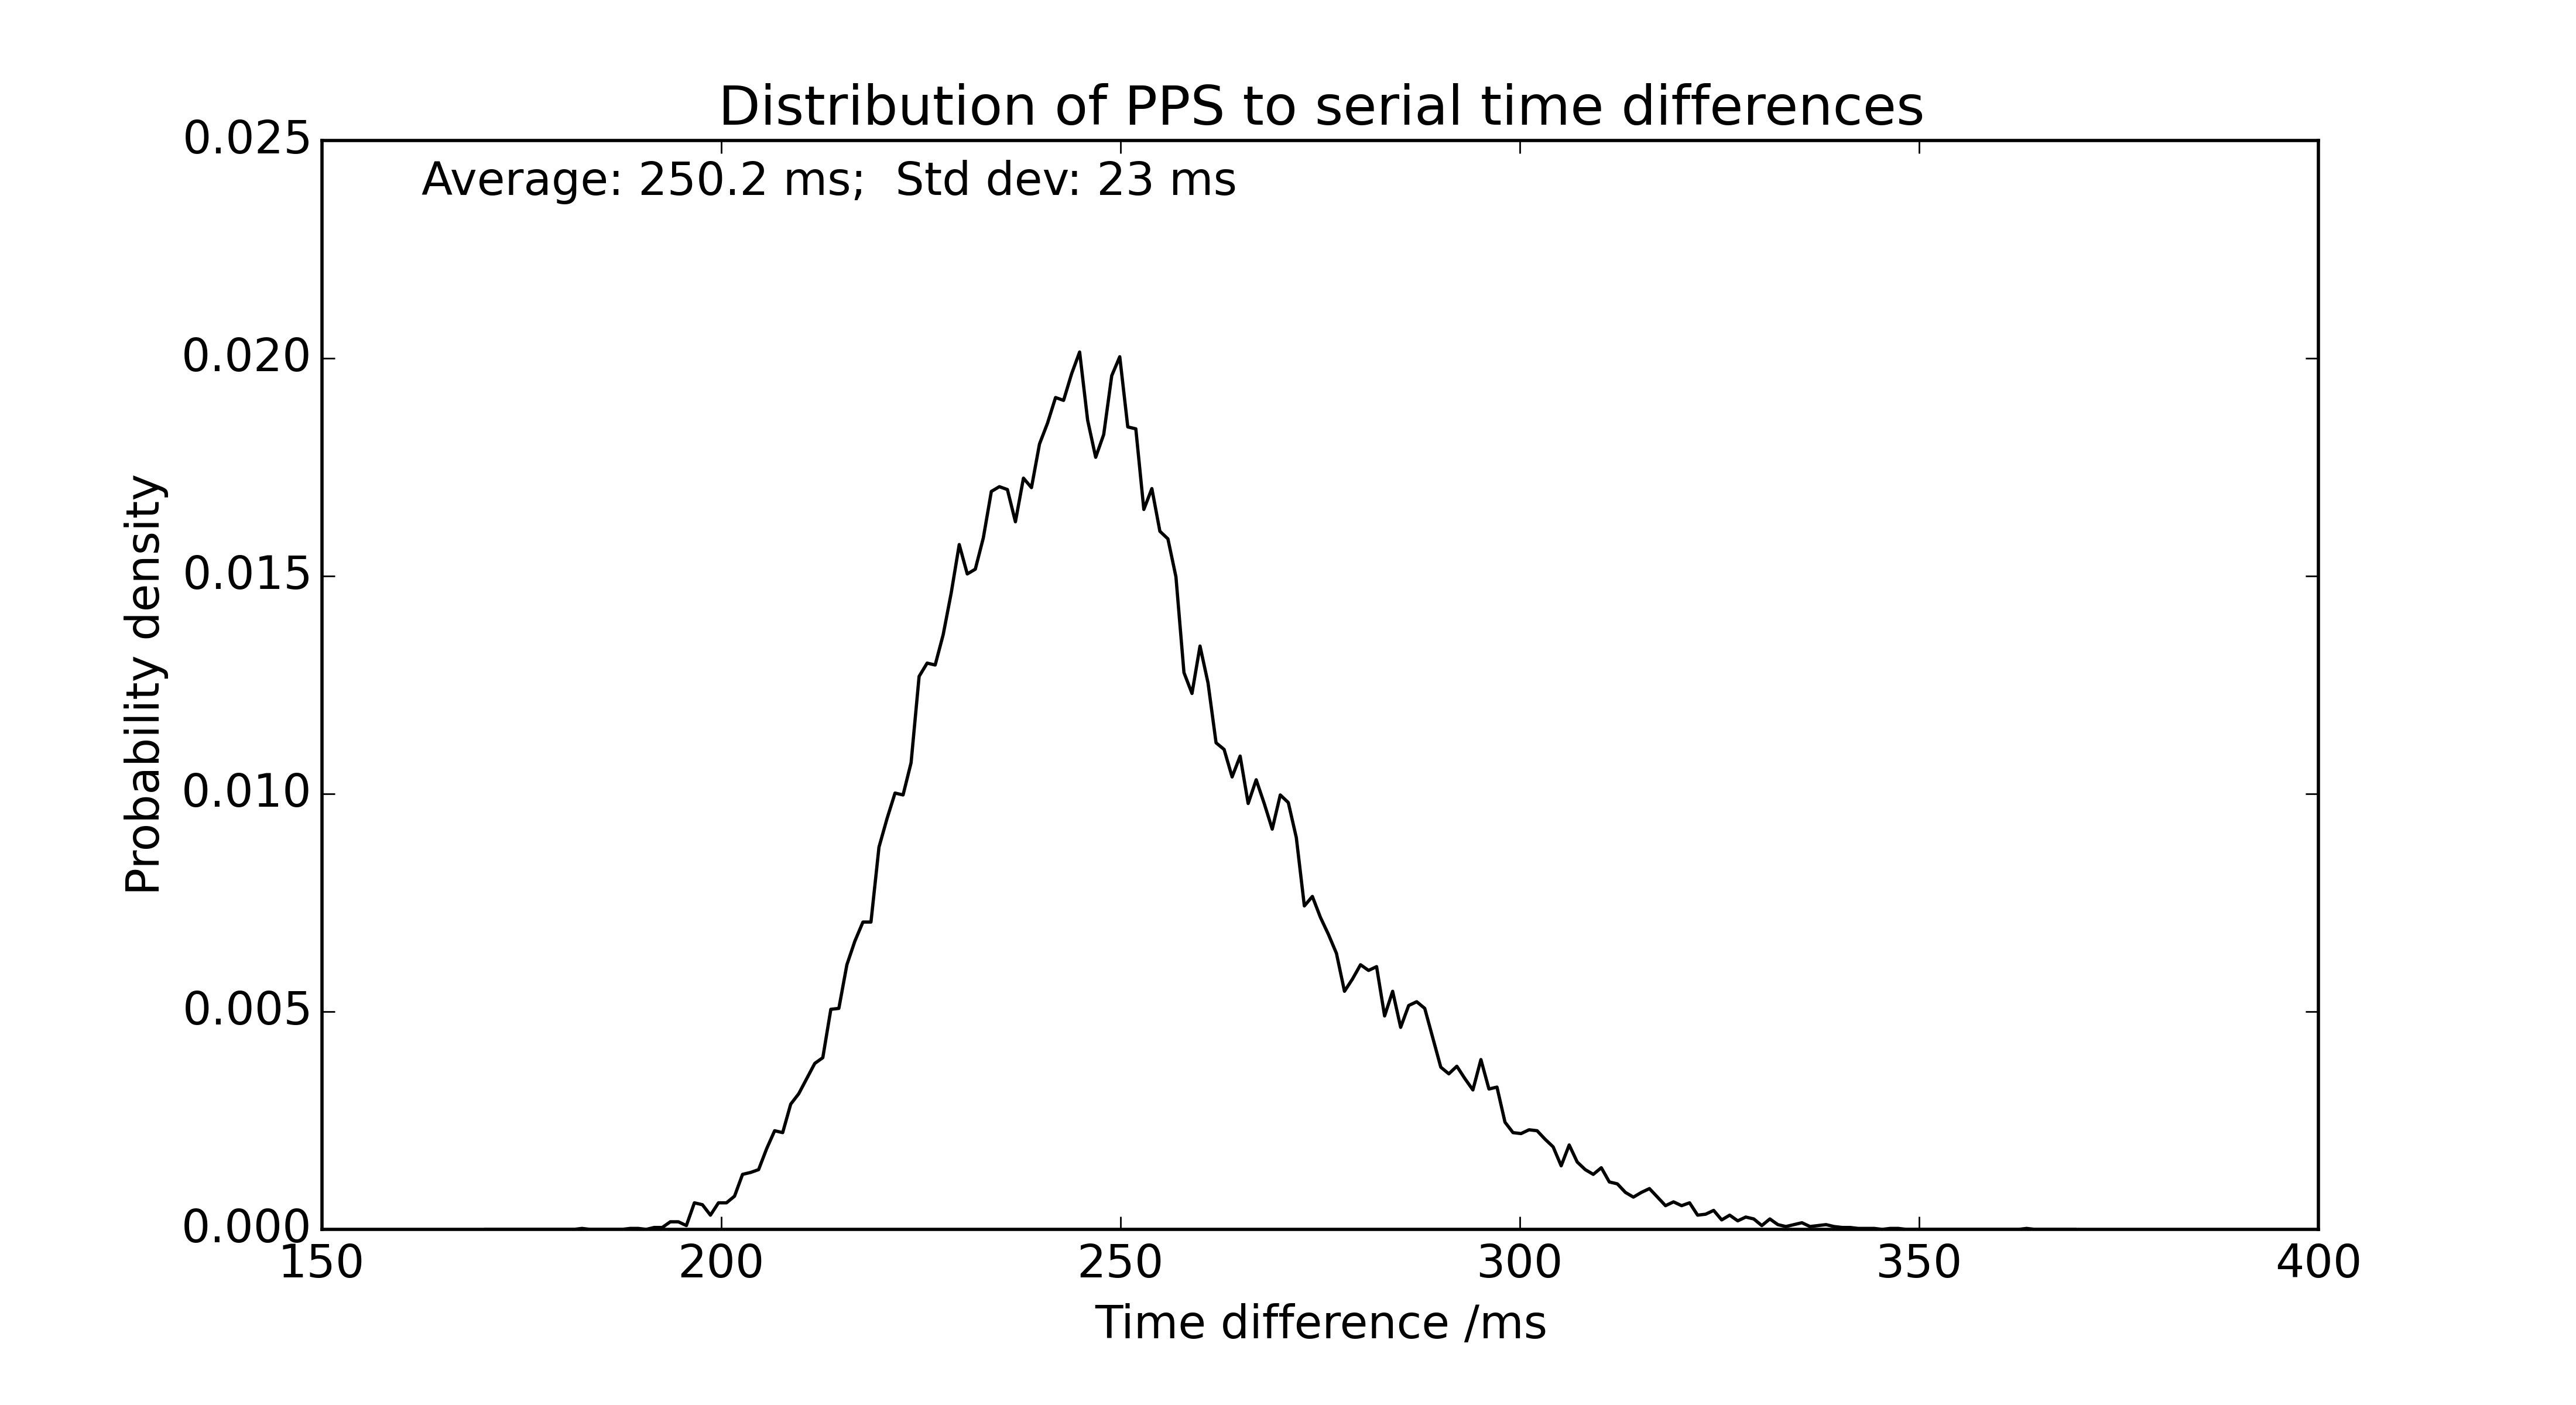 Distribution of PPS to serial time differences
Average: 250.2 ms;  Std dev: 23 ms
0.025
0.020
0.015
0.010
0.005
0.000
Probability density
150 200 250 300 350 400
Time difference /ms